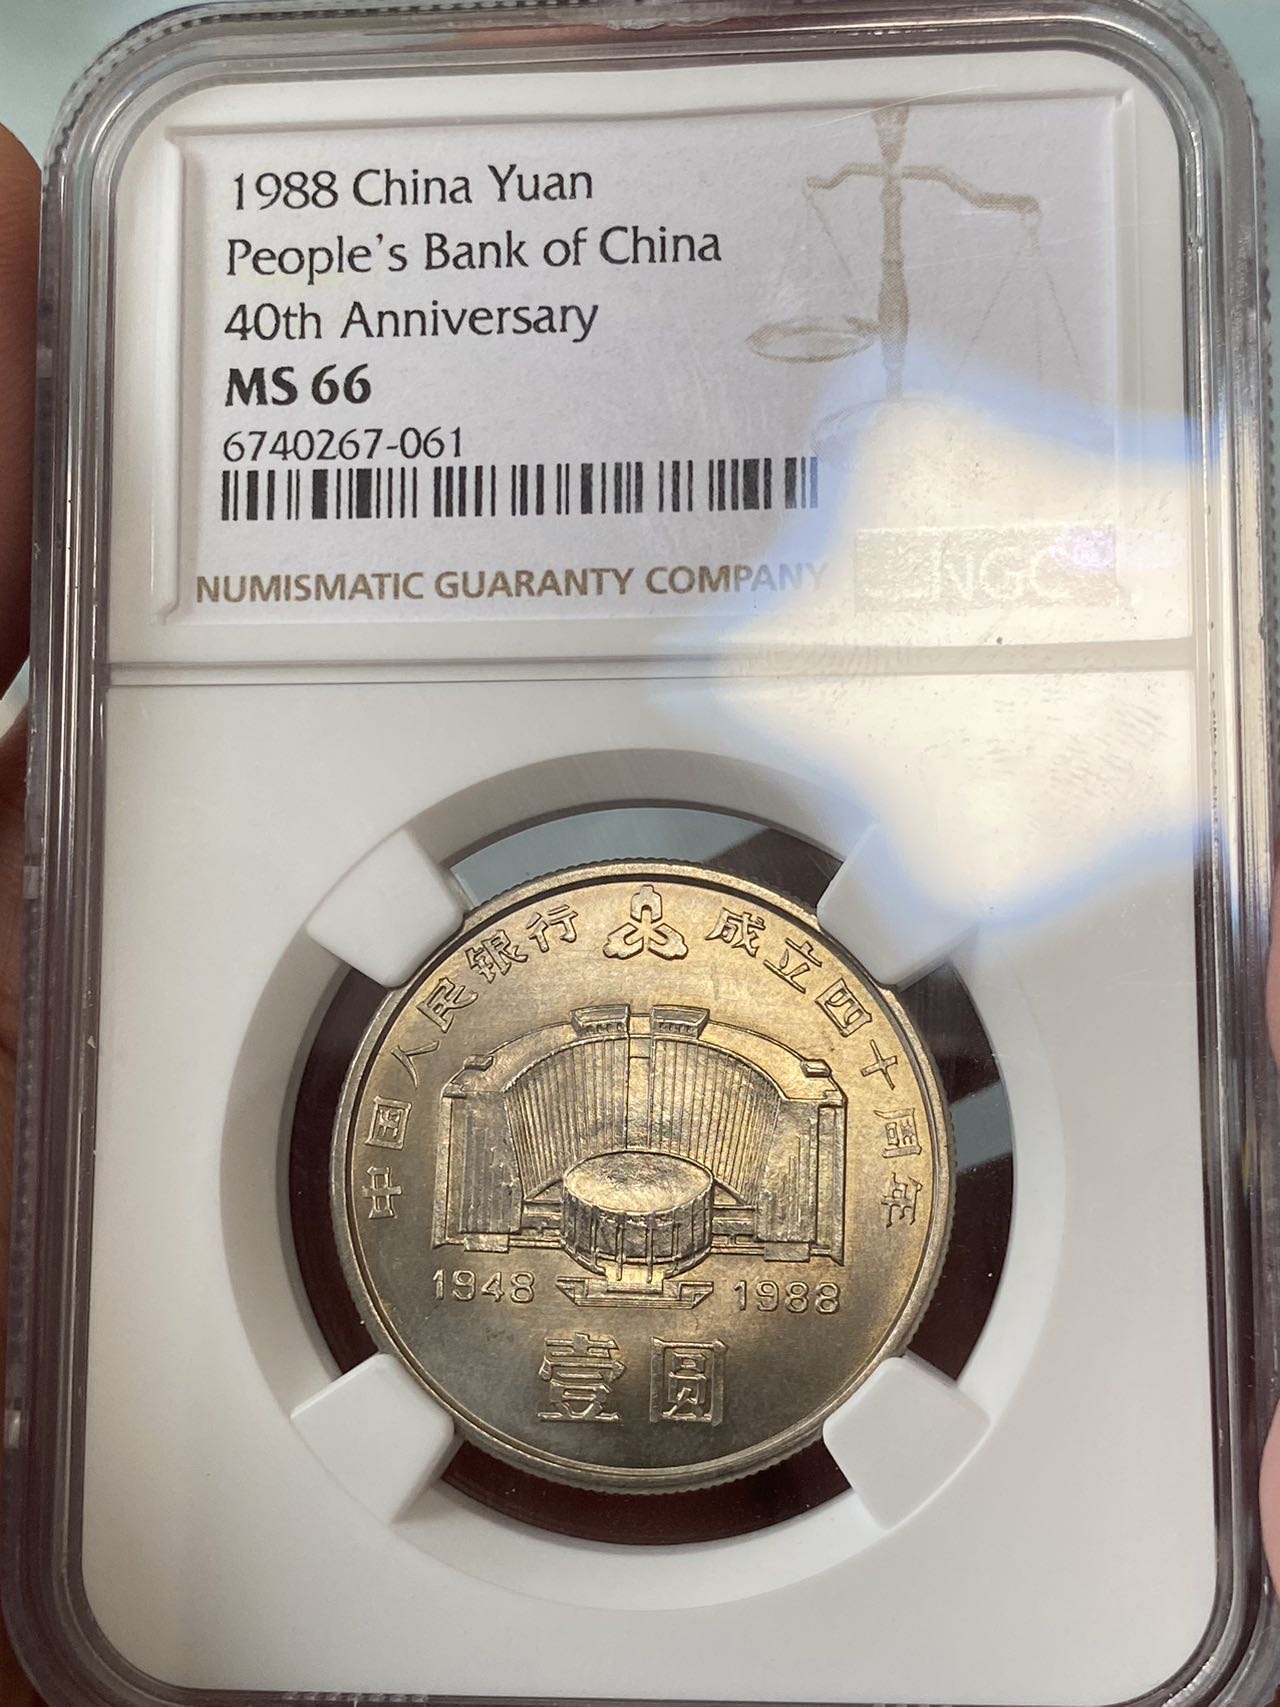 1988 China Yuan
People's Bank of China
40th Anniversary
MS 66
6740267-061
NUMISMATIC GUARANTY COMPANY
NGC
中国人民银行 成立四十周年
1948 1988
壹圆